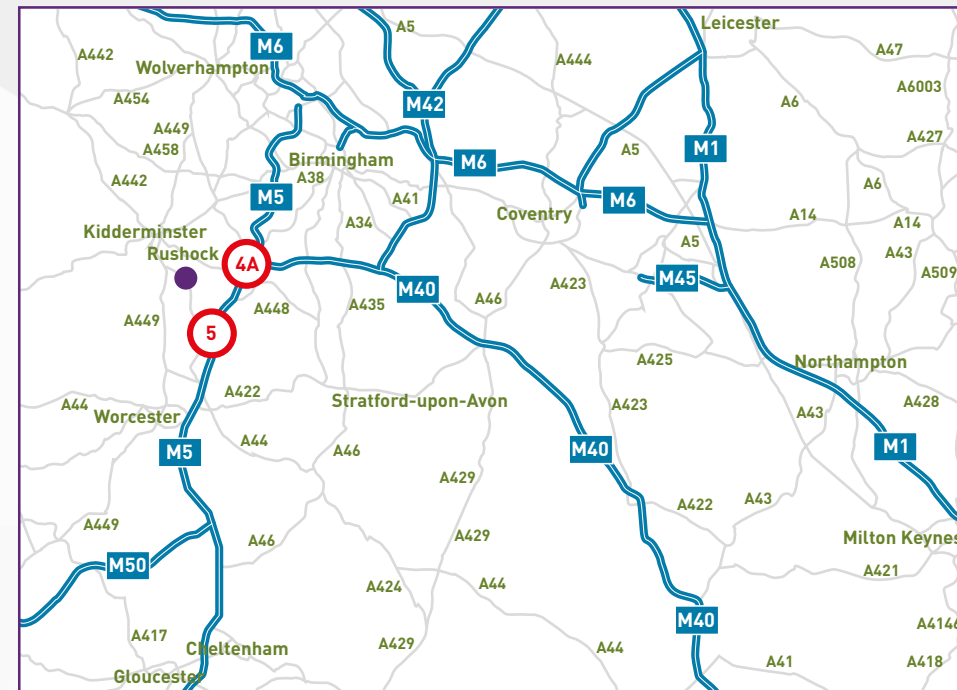 Leicester
A5
M6
A47
A442
A444
Wolverhampton
A6003
A454
M42
A6
A449
A427
A458
M1
A5
Birmingham
M6
A38
A442
A6
M5
A41
M6
Coventry
A34
A14
A14
Kidderminster
A5
A43
Rushock
4A
A508
A509
M45
A423
M40
A46
A448
A435
A449
5
A425
Northampton
A422
Stratford-upon-Avon
A428
A44
A423
Worcester
A43
A44
M1
M5
A46
M40
A429
A422
A43
A449
A429
Milton Keynes
A46
M50
A421
A424
A44
M40
A4146
A417
A429
Cheltenham
A44
A41
A418
Gloucester